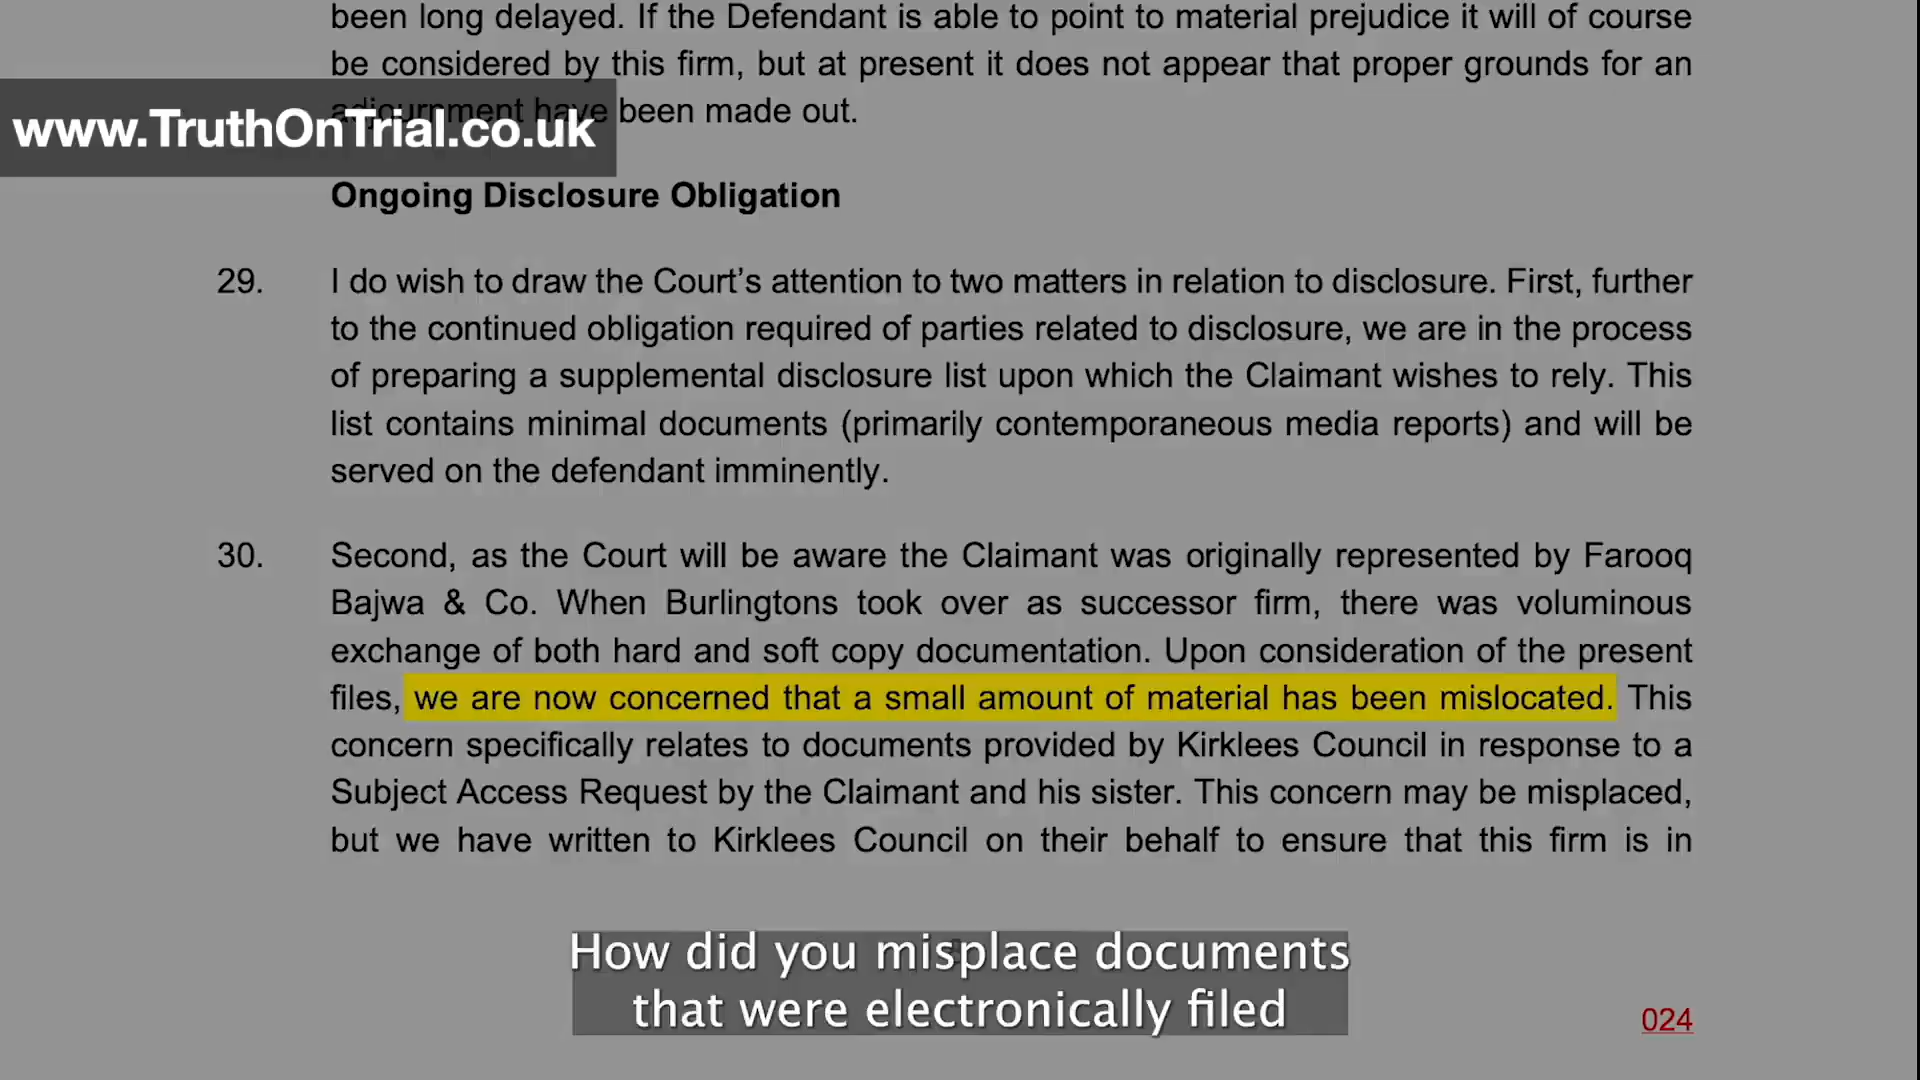 been long delayed. If the Defendant is able to point to material prejudice it will of course
be considered by this firm, but at present it does not appear that proper grounds for an
adjournment have been made out.
www.TruthOnTrial.co.uk
Ongoing Disclosure Obligation
29. I do wish to draw the Court’s attention to two matters in relation to disclosure. First, further
to the continued obligation required of parties related to disclosure, we are in the process
of preparing a supplemental disclosure list upon which the Claimant wishes to rely. This
list contains minimal documents (primarily contemporaneous media reports) and will be
served on the defendant imminently.
30. Second, as the Court will be aware the Claimant was originally represented by Farooq
Bajwa & Co. When Burlingtons took over as successor firm, there was voluminous
exchange of both hard and soft copy documentation. Upon consideration of the present
files, we are now concerned that a small amount of material has been mislocated. This
concern specifically relates to documents provided by Kirklees Council in response to a
Subject Access Request by the Claimant and his sister. This concern may be misplaced,
but we have written to Kirklees Council on their behalf to ensure that this firm is in
How did you misplace documents
that were electronically filed
024